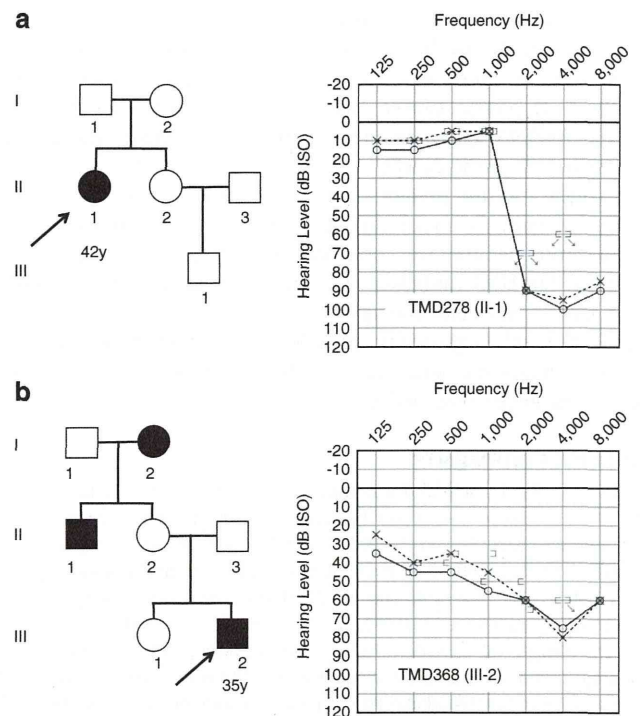 a
I
1 2
II
1 2 3
42y
III
1
Frequency (Hz)
125 250 500 1,000 2,000 4,000 8,000
Hearing Level (dB ISO)
-20
-10
0
10
20
30
40
50
60
70
80
90
100
110
120
TMD278 (II-1)
b
I
1 2
II
1 2 3
III
1 2
35y
Frequency (Hz)
125 250 500 1,000 2,000 4,000 8,000
Hearing Level (dB ISO)
-20
-10
0
10
20
30
40
50
60
70
80
90
100
110
120
TMD368 (III-2)